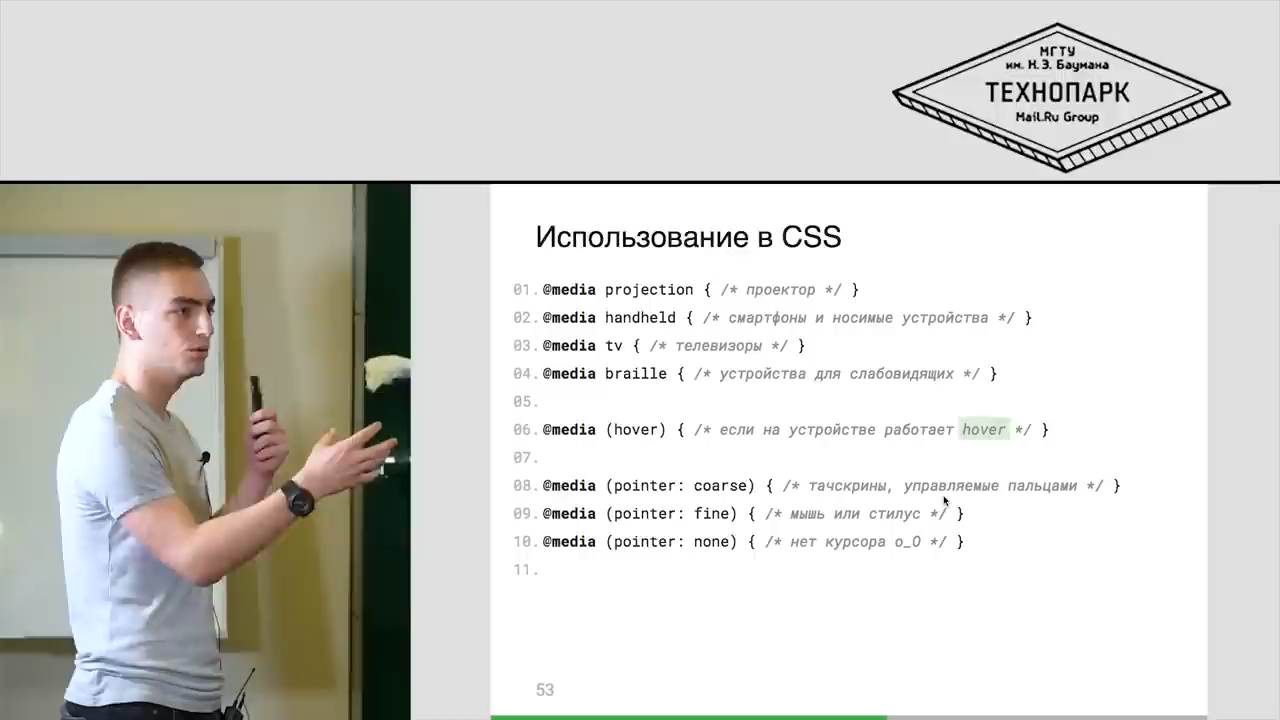 МГТУ
им. Н.Э. Баумана
ТЕХНОПАРК
Mail.Ru Group
Использование в CSS
01. @media projection { /* проектор */ }
02. @media handheld { /* смартфоны и носимые устройства */ }
03. @media tv { /* телевизоры */ }
04. @media braille { /* устройства для слабовидящих */ }
05.
06. @media (hover) { /* если на устройстве работает hover */ }
07.
08. @media (pointer: coarse) { /* тачскрины, управляемые пальцами */ }
09. @media (pointer: fine) { /* мышь или стилус */ }
10. @media (pointer: none) { /* нет курсора o_O */ }
11.
53